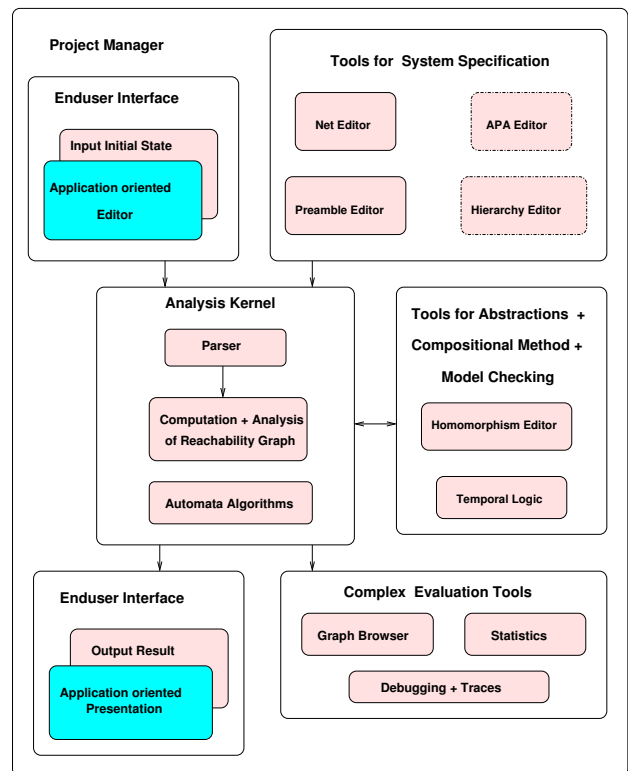 Project Manager
Enduser Interface
Input Initial State
Application oriented
Editor
Tools for System Specification
Net Editor
APA Editor
Preamble Editor
Hierarchy Editor
Analysis Kernel
Parser
Computation + Analysis
of Reachability Graph
Automata Algorithms
Tools for Abstractions +
Compositional Method +
Model Checking
Homomorphism Editor
Temporal Logic
Enduser Interface
Output Result
Application oriented
Presentation
Complex Evaluation Tools
Graph Browser
Statistics
Debugging + Traces